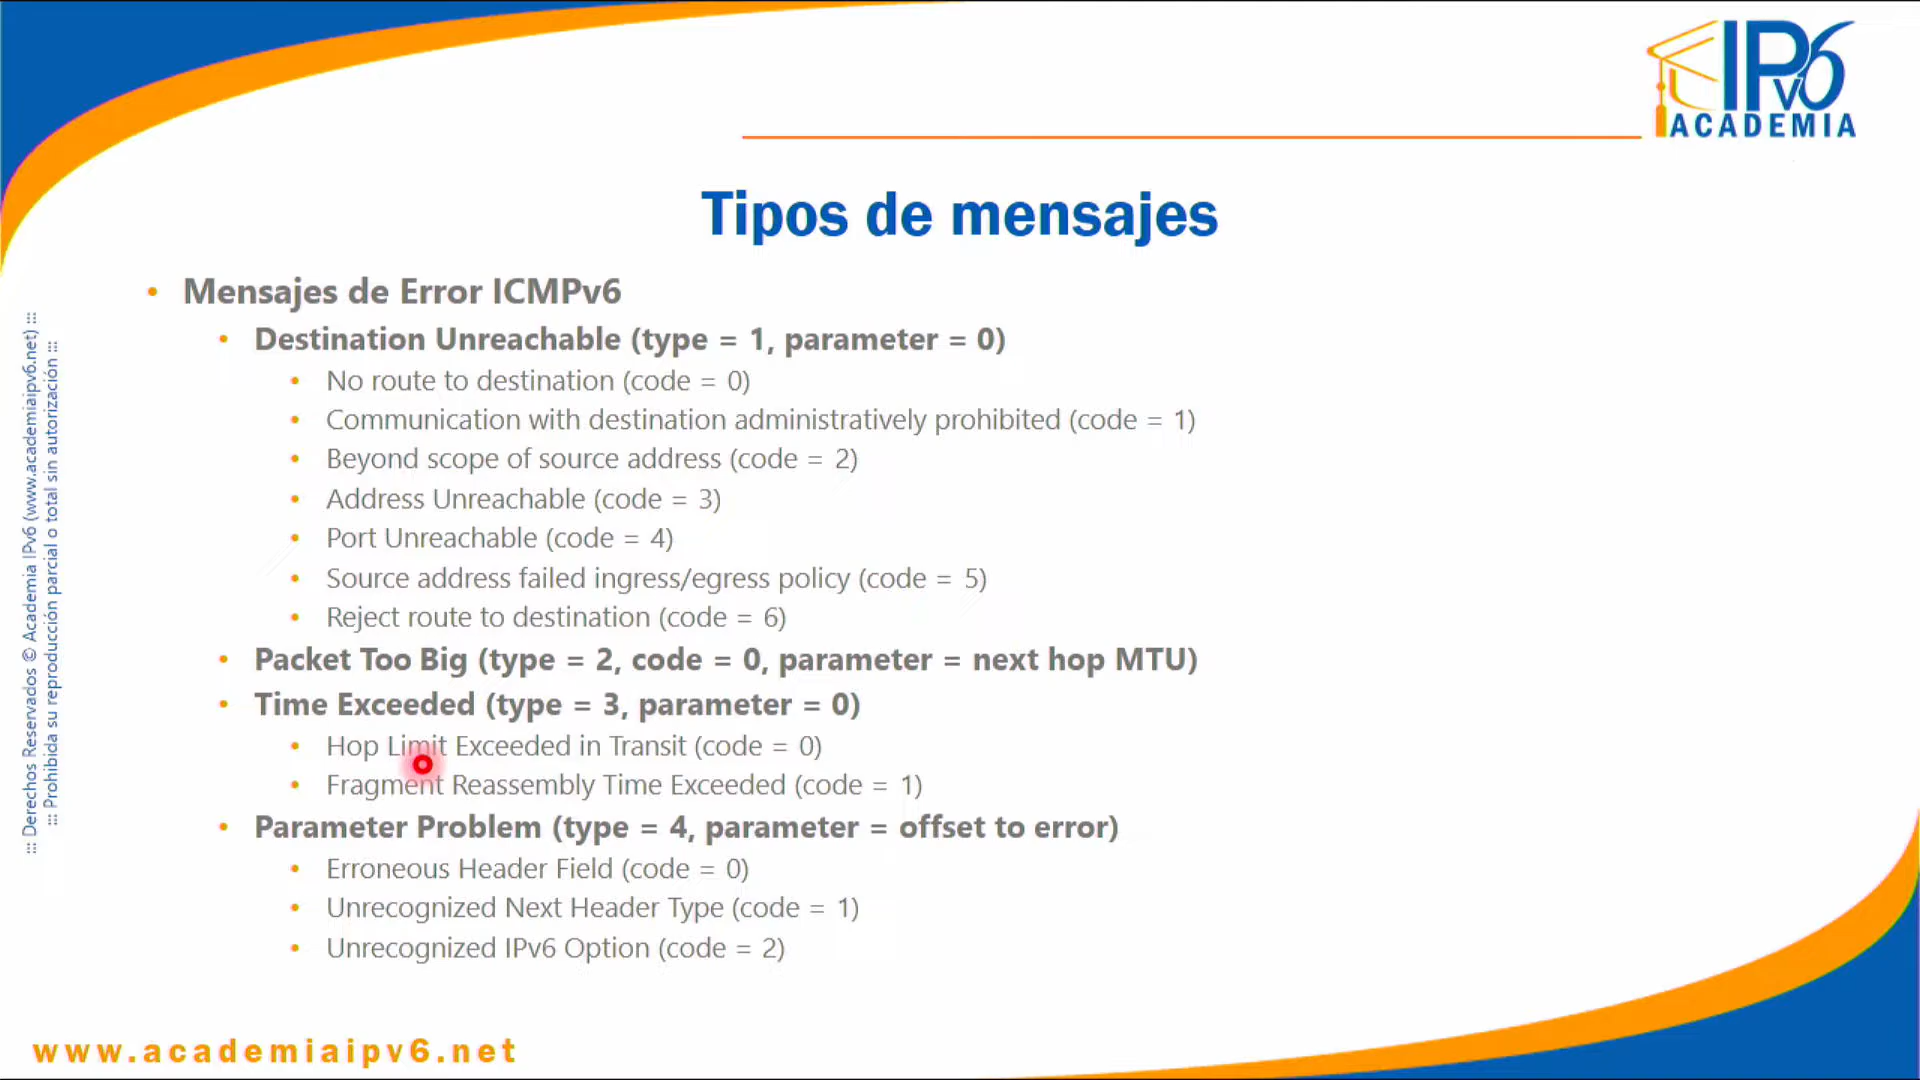 IPv6
ACADEMIA
Tipos de mensajes
• Mensajes de Error ICMPv6
• Destination Unreachable (type = 1, parameter = 0)
• No route to destination (code = 0)
• Communication with destination administratively prohibited (code = 1)
• Beyond scope of source address (code = 2)
• Address Unreachable (code = 3)
• Port Unreachable (code = 4)
• Source address failed ingress/egress policy (code = 5)
• Reject route to destination (code = 6)
• Packet Too Big (type = 2, code = 0, parameter = next hop MTU)
• Time Exceeded (type = 3, parameter = 0)
• Hop Limit Exceeded in Transit (code = 0)
• Fragment Reassembly Time Exceeded (code = 1)
• Parameter Problem (type = 4, parameter = offset to error)
• Erroneous Header Field (code = 0)
• Unrecognized Next Header Type (code = 1)
• Unrecognized IPv6 Option (code = 2)
::: Derechos Reservados © Academia IPv6 (www.academiaipv6.net) :::
::: Prohibida su reproducción parcial o total sin autorización :::
www.academiaipv6.net